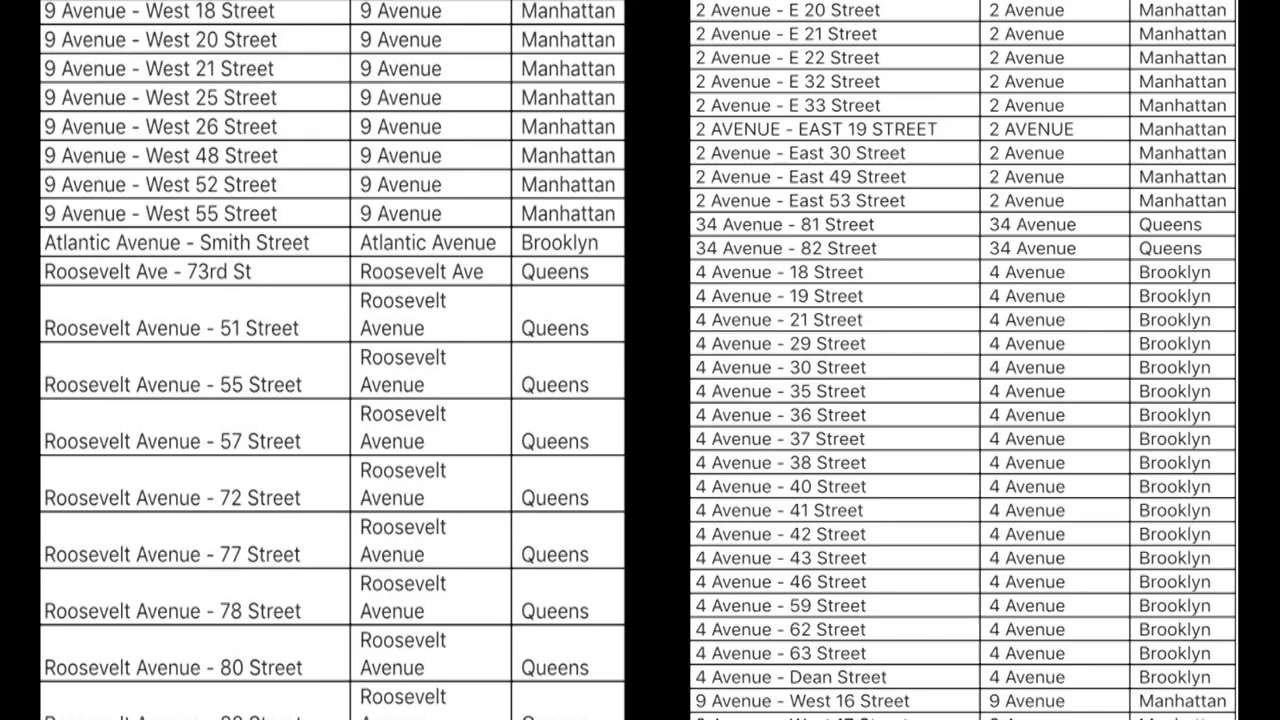 9 Avenue - West 18 Street 9 Avenue Manhattan
9 Avenue - West 20 Street 9 Avenue Manhattan
9 Avenue - West 21 Street 9 Avenue Manhattan
9 Avenue - West 25 Street 9 Avenue Manhattan
9 Avenue - West 26 Street 9 Avenue Manhattan
9 Avenue - West 48 Street 9 Avenue Manhattan
9 Avenue - West 52 Street 9 Avenue Manhattan
9 Avenue - West 55 Street 9 Avenue Manhattan
Atlantic Avenue - Smith Street Atlantic Avenue Brooklyn
Roosevelt Ave - 73rd St Roosevelt Ave Queens
Roosevelt
Roosevelt Avenue - 51 Street Avenue Queens
Roosevelt
Roosevelt Avenue - 55 Street Avenue Queens
Roosevelt
Roosevelt Avenue - 57 Street Avenue Queens
Roosevelt
Roosevelt Avenue - 72 Street Avenue Queens
Roosevelt
Roosevelt Avenue - 77 Street Avenue Queens
Roosevelt
Roosevelt Avenue - 78 Street Avenue Queens
Roosevelt
Roosevelt Avenue - 80 Street Avenue Queens
Roosevelt
2 Avenue - E 20 Street 2 Avenue Manhattan
2 Avenue - E 21 Street 2 Avenue Manhattan
2 Avenue - E 22 Street 2 Avenue Manhattan
2 Avenue - E 32 Street 2 Avenue Manhattan
2 Avenue - E 33 Street 2 Avenue Manhattan
2 AVENUE - EAST 19 STREET 2 AVENUE Manhattan
2 Avenue - East 30 Street 2 Avenue Manhattan
2 Avenue - East 49 Street 2 Avenue Manhattan
2 Avenue - East 53 Street 2 Avenue Manhattan
34 Avenue - 81 Street 34 Avenue Queens
34 Avenue - 82 Street 34 Avenue Queens
4 Avenue - 18 Street 4 Avenue Brooklyn
4 Avenue - 19 Street 4 Avenue Brooklyn
4 Avenue - 21 Street 4 Avenue Brooklyn
4 Avenue - 29 Street 4 Avenue Brooklyn
4 Avenue - 30 Street 4 Avenue Brooklyn
4 Avenue - 35 Street 4 Avenue Brooklyn
4 Avenue - 36 Street 4 Avenue Brooklyn
4 Avenue - 37 Street 4 Avenue Brooklyn
4 Avenue - 38 Street 4 Avenue Brooklyn
4 Avenue - 40 Street 4 Avenue Brooklyn
4 Avenue - 41 Street 4 Avenue Brooklyn
4 Avenue - 42 Street 4 Avenue Brooklyn
4 Avenue - 43 Street 4 Avenue Brooklyn
4 Avenue - 46 Street 4 Avenue Brooklyn
4 Avenue - 59 Street 4 Avenue Brooklyn
4 Avenue - 62 Street 4 Avenue Brooklyn
4 Avenue - 63 Street 4 Avenue Brooklyn
4 Avenue - Dean Street 4 Avenue Brooklyn
9 Avenue - West 16 Street 9 Avenue Manhattan